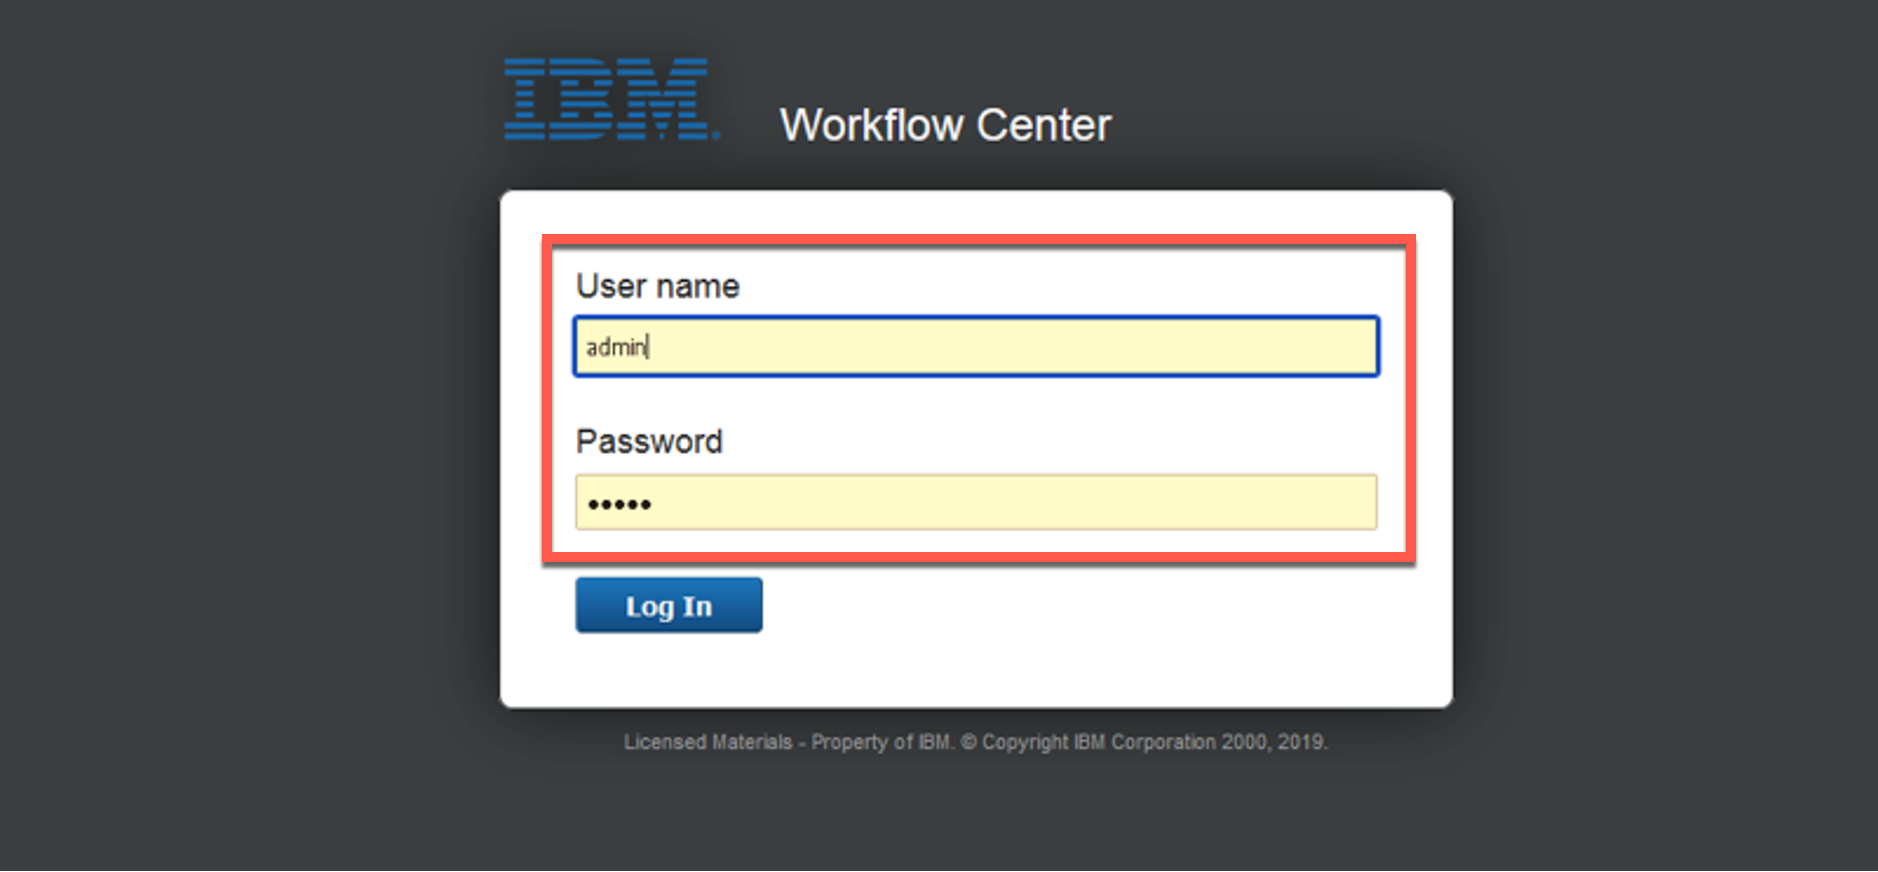 IBM®
Workflow Center
User name
admin
Password
•••••
Log In
Licensed Materials - Property of IBM. © Copyright IBM Corporation 2000, 2019.